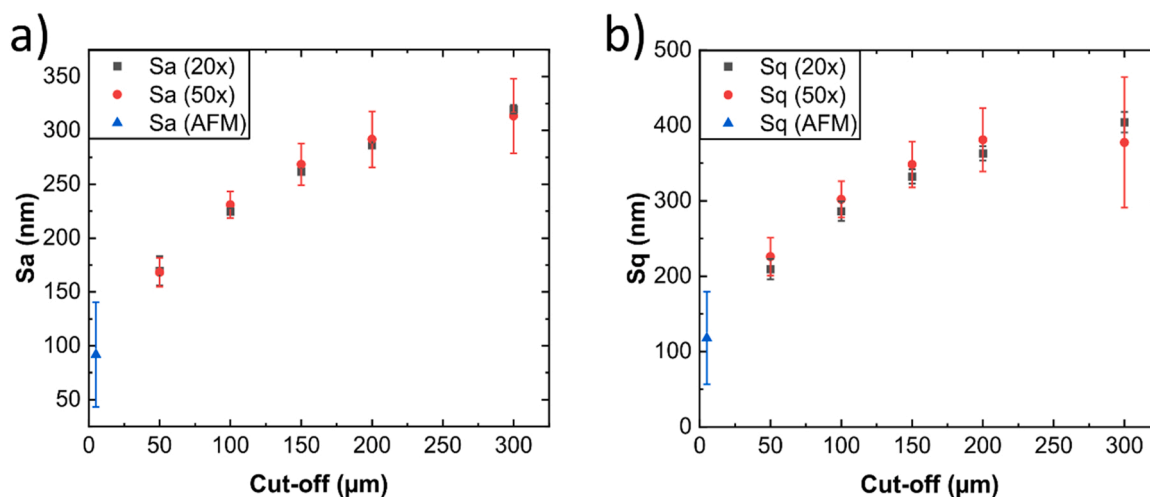 a)
Sa (20x)
Sa (50x)
Sa (AFM)
350
300
250
200
150
100
50
0 50 100 150 200 250 300
Sa (nm)
Cut-off (µm)
b)
Sq (20x)
Sq (50x)
Sq (AFM)
500
400
300
200
100
0
0 50 100 150 200 250 300
Sq (nm)
Cut-off (µm)